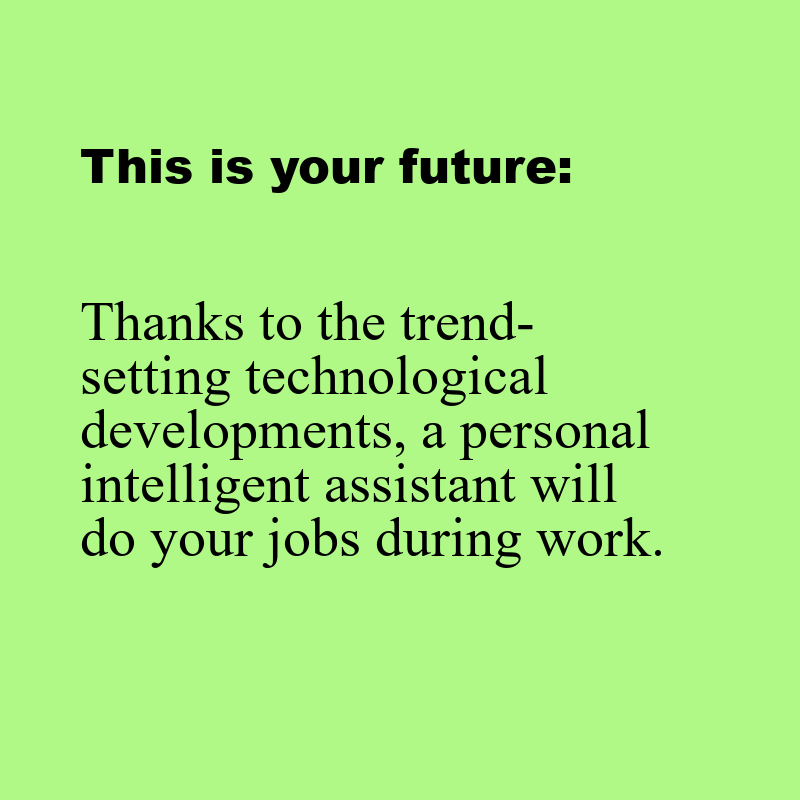 This is your future:
Thanks to the trend-
setting technological
developments, a personal
intelligent assistant will
do your jobs during work.